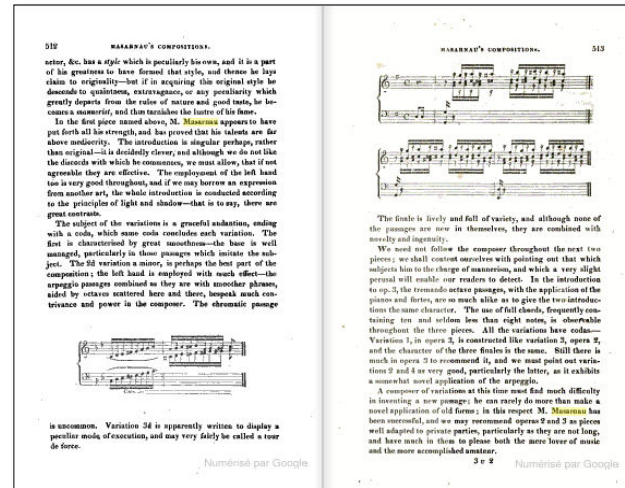 512
MASARNAU'S COMPOSITIONS.
actor, &c. has a style which is peculiarly his own, and it is a part
of his greatness to have formed that style, and thence he lays
claim to originality—but if in acquiring this original style he
descends to quaintness, extravagance, or any peculiarity which
greatly departs from the rules of nature and good taste, he be-
comes a mannerist, and thus tarnishes the lustre of his fame.
In the first piece named above, M. Masarnau appears to have
put forth all his strength, and has proved that his talents are far
above mediocrity. The introduction is singular perhaps, rather
than original—it is decidedly clever, and although we do not like
the discords with which he commences, we must allow, that if not
agreeable they are effective. The employment of the left hand
too is very good throughout, and if we may borrow an expression
from another art, the whole introduction is conducted according
to the principles of light and shadow—that is to say, there are
great contrasts.
The subject of the variations is a graceful andantino, ending
with a coda, which same coda concludes each variation. The
first is characterised by great smoothness—the base is well
managed, particularly in those passages which imitate the sub-
ject. The 2d variation a minor, is perhaps the best part of the
composition; the left hand is employed with much effect—the
arpeggio passages combined as they are with smoother phrases,
aided by octaves scattered here and there, bespeak much con-
trivance and power in the composer. The chromatic passage
is uncommon. Variation 3d is apparently written to display a
peculiar mode of execution, and may very fairly be called a tour
de force.
Numérisé par Google
MASARNAU'S COMPOSITIONS.
513
The finale is lively and full of variety, and although none of
the passages are new in themselves, they are combined with
novelty and ingenuity.
We need not follow the composer throughout the next two
pieces; we shall content ourselves with pointing out that which
subjects him to the charge of mannerism, and which a very slight
perusal will enable our readers to detect. In the introduction
to op. 3, the tremando octave passages, with the application of the
pianos and fortes, are so much alike as to give the two introduc-
tions the same character. The use of full chords, frequently con-
taining ten and seldom less than eight notes, is observable
throughout the three pieces. All the variations have codas—
Variation 1, in opera 3, is constructed like variation 3, opera 2,
and the character of the three finales is the same. Still there is
much in opera 3 to recommend it, and we must point out varia-
tions 2 and 4 as very good, particularly the latter, as it exhibits
a somewhat novel application of the arpeggio.
A composer of variations at this time must find much difficulty
in inventing a new passage; he can rarely do more than make a
novel application of old forms; in this respect M. Masarnau has
been successful, and we may recommend operas 2 and 3 as pieces
well adapted to private parties, particularly as they are not long,
and have much in them to please both the mere lover of music
and the more accomplished amateur.
3 U 2
Numérisé par Google